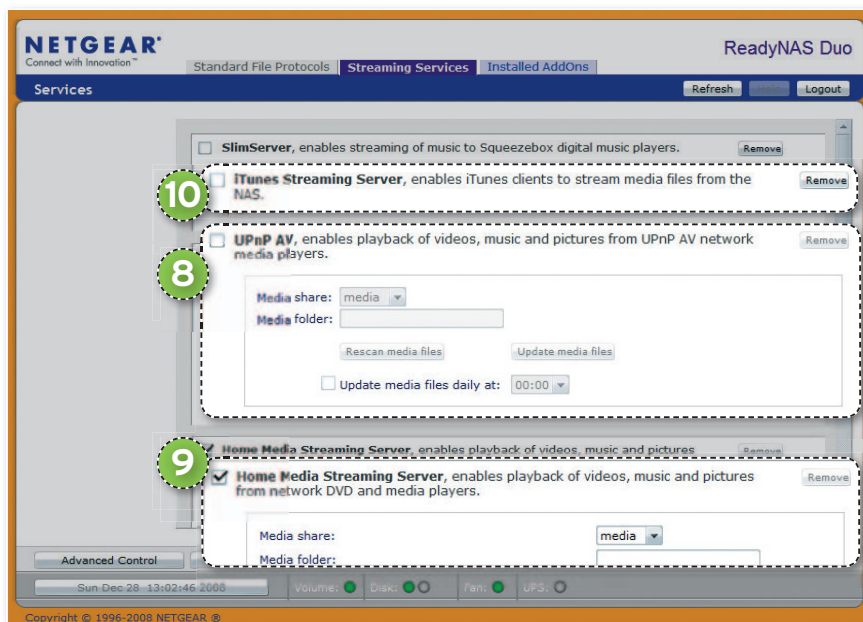 NETGEAR®
Connect with Innovation™
ReadyNAS Duo
Standard File Protocols Streaming Services Installed AddOns
Services Refresh Help Logout
SlimServer, enables streaming of music to Squeezebox digital music players. Remove
10
iTunes Streaming Server, enables iTunes clients to stream media files from the Remove
NAS.
8
UPnP AV, enables playback of videos, music and pictures from UPnP AV network Remove
media players.
Media share: media
Media folder:
Rescan media files Update media files
Update media files daily at: 00:00
Home Media Streaming Server, enables playback of videos, music and pictures Remove
9
Home Media Streaming Server, enables playback of videos, music and pictures Remove
from network DVD and media players.
Media share: media
Media folder:
Advanced Control
Sun Dec 28 13:02:46 2008 Volume: Disk: Fan: UPS:
Copyright © 1996-2008 NETGEAR ®